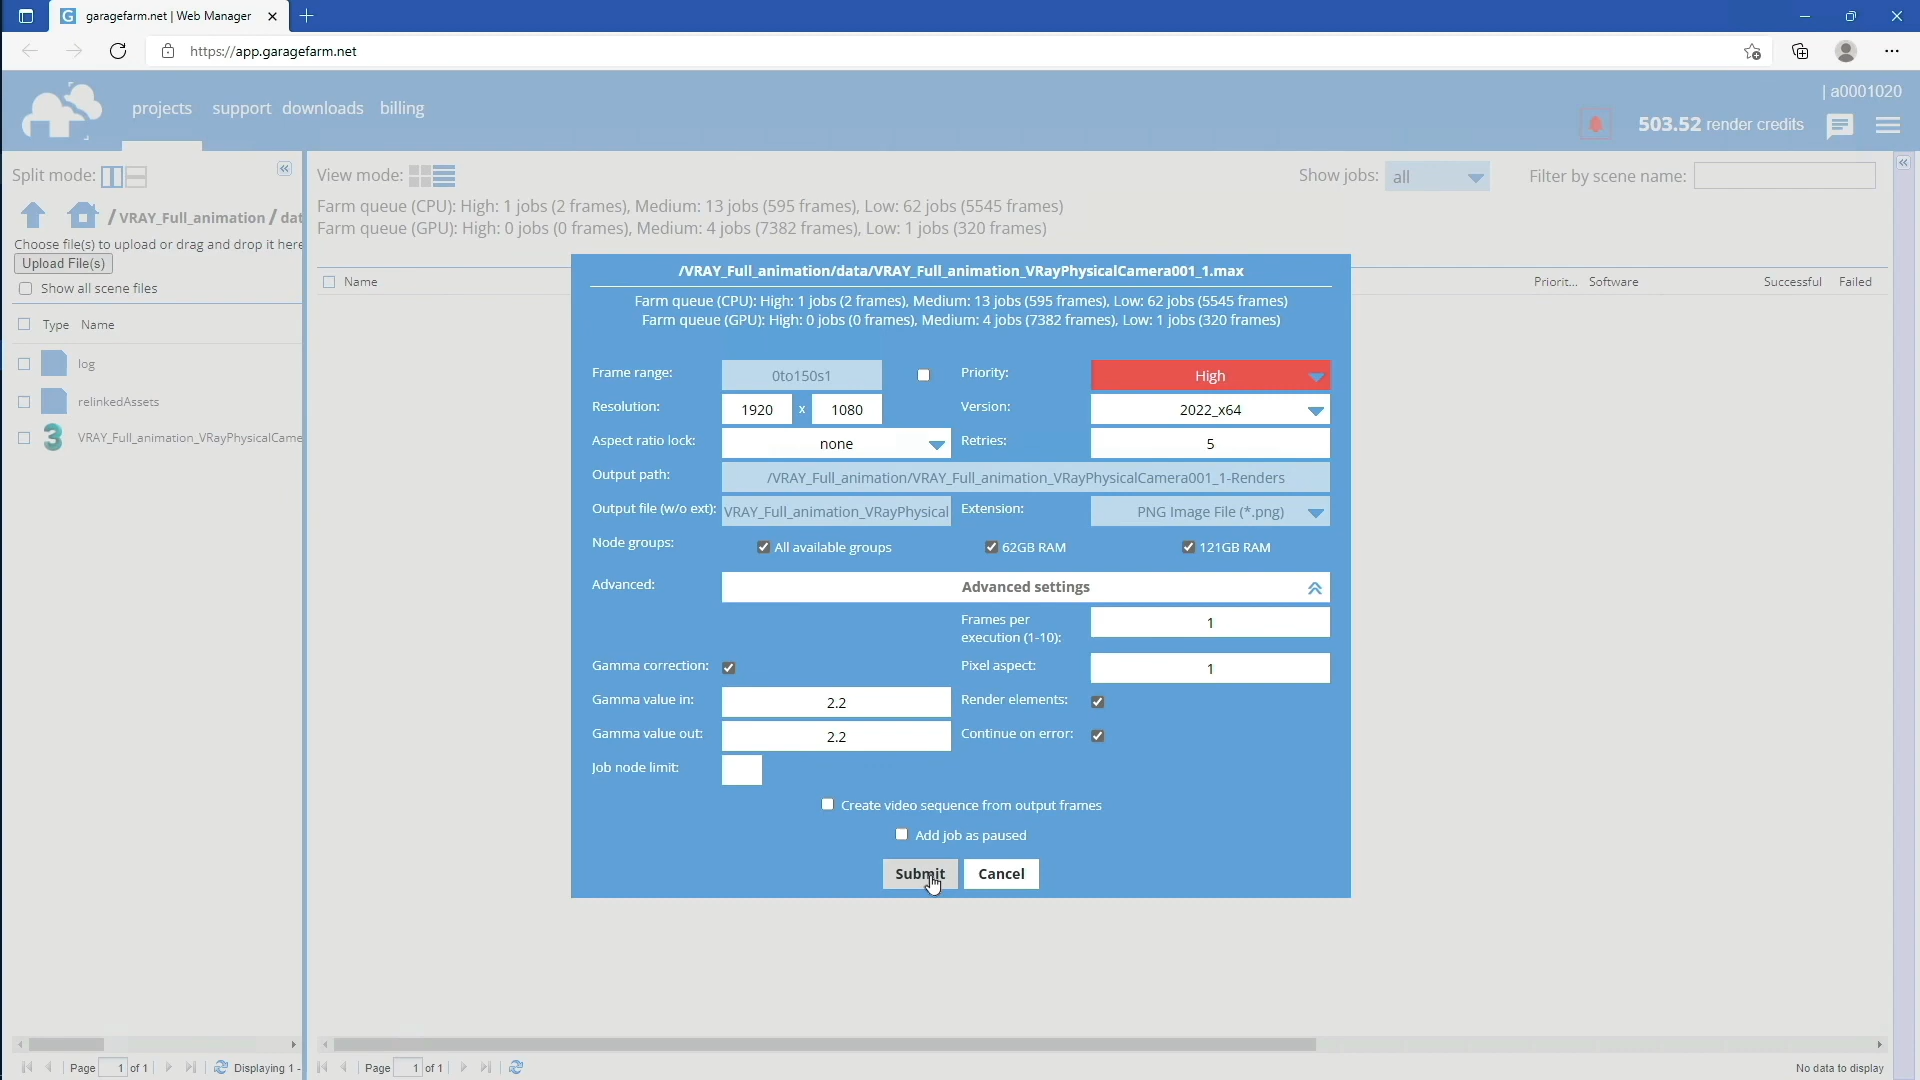 garagefarm.net | Web Manager
https://app.garagefarm.net
projects support downloads billing
| a0001020
503.52 render credits
Split mode:
View mode:
Show jobs: all
Filter by scene name:
/ VRAY_Full_animation / dat
Farm queue (CPU): High: 1 jobs (2 frames), Medium: 13 jobs (595 frames), Low: 62 jobs (5545 frames)
Farm queue (GPU): High: 0 jobs (0 frames), Medium: 4 jobs (7382 frames), Low: 1 jobs (320 frames)
Choose file(s) to upload or drag and drop it here
Upload File(s)
Show all scene files
Type Name
log
relinkedAssets
3 VRAY_Full_animation_VRayPhysicalCame
Name
Priorit... Software Successful Failed
/VRAY_Full_animation/data/VRAY_Full_animation_VRayPhysicalCamera001_1.max
Farm queue (CPU): High: 1 jobs (2 frames), Medium: 13 jobs (595 frames), Low: 62 jobs (5545 frames)
Farm queue (GPU): High: 0 jobs (0 frames), Medium: 4 jobs (7382 frames), Low: 1 jobs (320 frames)
Frame range: 0to150s1 Priority: High
Resolution: 1920 x 1080 Version: 2022_x64
Aspect ratio lock: none Retries: 5
Output path: /VRAY_Full_animation/VRAY_Full_animation_VRayPhysicalCamera001_1-Renders
Output file (w/o ext): VRAY_Full_animation_VRayPhysical Extension: PNG Image File (*.png)
Node groups: All available groups 62GB RAM 121GB RAM
Advanced: Advanced settings
Frames per
execution (1-10): 1
Gamma correction: Pixel aspect: 1
Gamma value in: 2.2 Render elements:
Gamma value out: 2.2 Continue on error:
Job node limit:
Create video sequence from output frames
Add job as paused
Submit Cancel
Page 1 of 1 Displaying 1 -
Page 1 of 1
No data to display